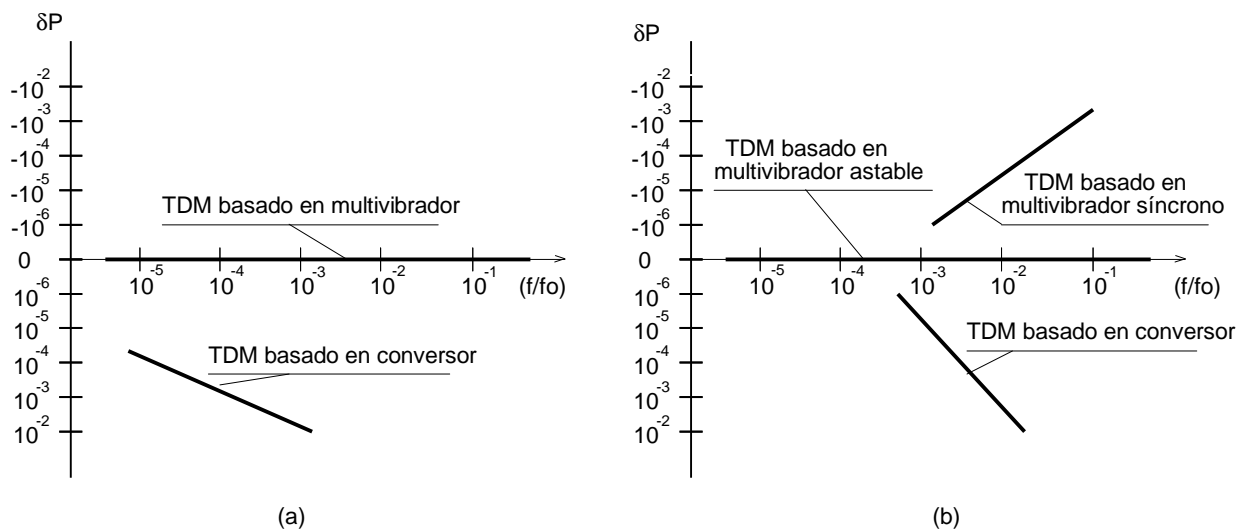 δP
-10⁻²
-10⁻³
-10⁻⁴
-10⁻⁵
-10⁻⁶
0
10⁻⁶
10⁻⁵
10⁻⁴
10⁻³
10⁻²
TDM basado en multivibrador
10⁻⁵ 10⁻⁴ 10⁻³ 10⁻² 10⁻¹ (f/fo)
TDM basado en conversor
(a)
δP
-10⁻²
-10⁻³
-10⁻⁴
-10⁻⁵
-10⁻⁶
0
10⁻⁶
10⁻⁵
10⁻⁴
10⁻³
10⁻²
TDM basado en
multivibrador astable
TDM basado en
multivibrador síncrono
10⁻⁵ 10⁻⁴ 10⁻³ 10⁻² 10⁻¹ (f/fo)
TDM basado en conversor
(b)